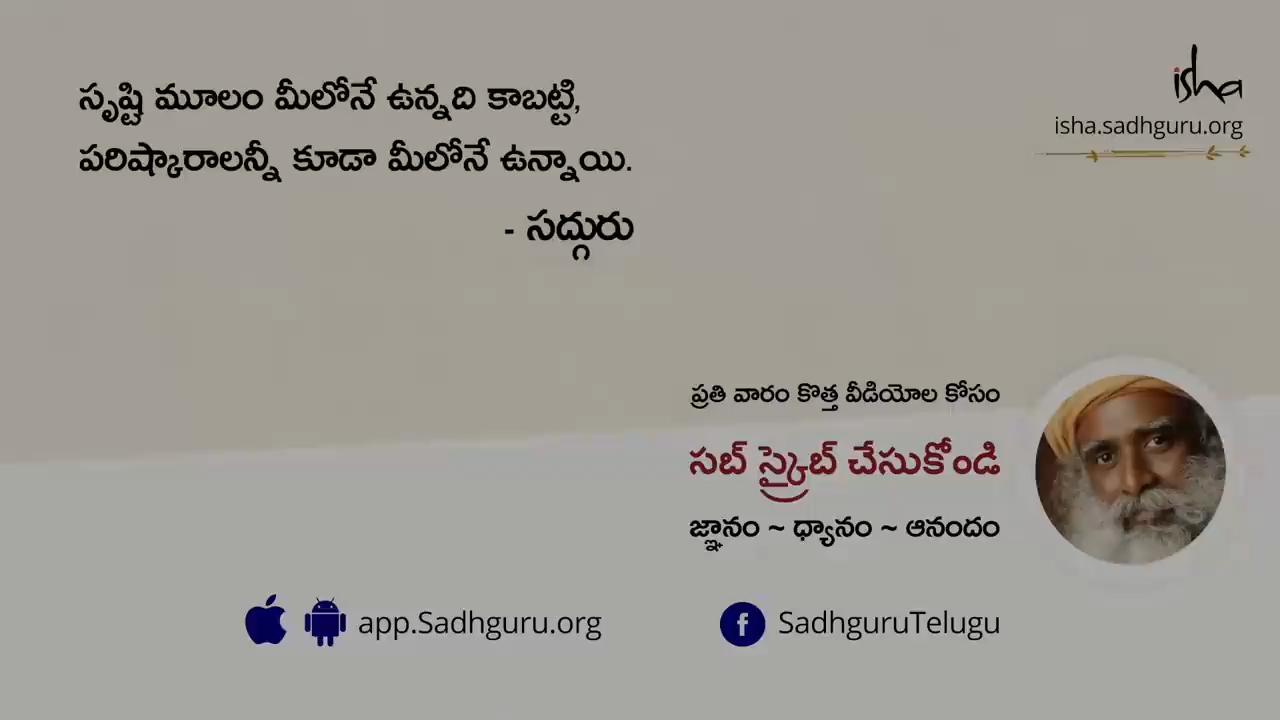 సృష్టి మూలం మీలోనే ఉన్నది కాబట్టి,
పరిష్కారాలన్నీ కూడా మీలోనే ఉన్నాయి.
- సద్గురు
isha
isha.sadhguru.org
ప్రతి వారం కొత్త వీడియోల కోసం
సబ్ స్క్రైబ్ చేసుకోండి
జ్ఞానం ~ ధ్యానం ~ ఆనందం
app.Sadhguru.org
SadhguruTelugu